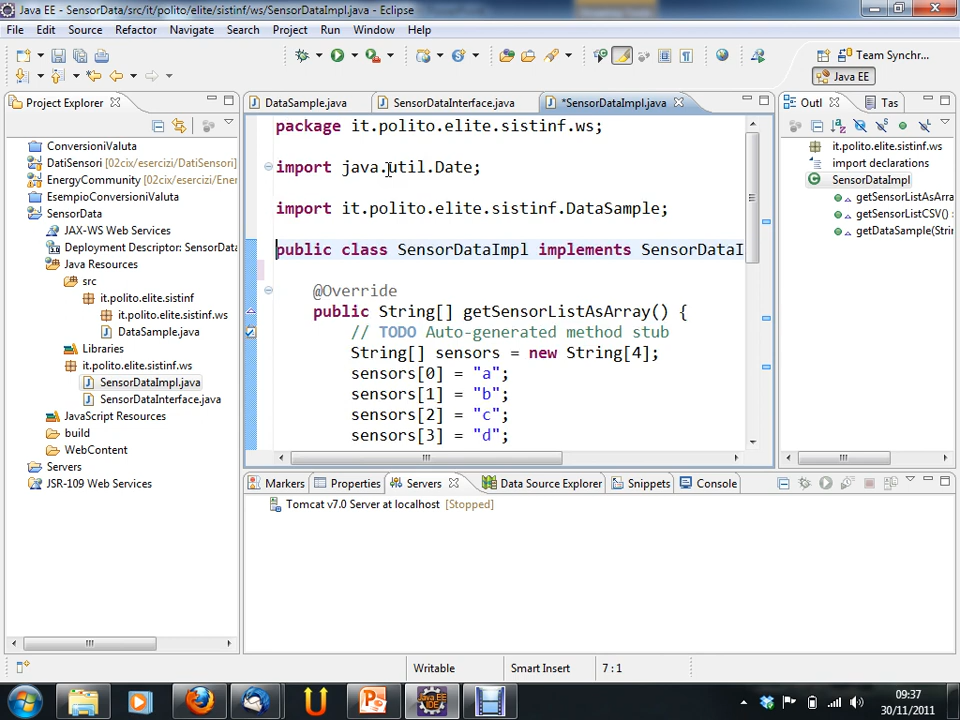 Java EE - SensorData/src/it/polito/elite/sistinf/ws/SensorDataImpl.java - Eclipse
File Edit Source Refactor Navigate Search Project Run Window Help
Team Synchr...
Java EE
Project Explorer
DataSample.java
SensorDataInterface.java
*SensorDataImpl.java
Outl
Tas
ConversioniValuta
DatiSensori [02cix/esercizi/DatiSensori]
EnergyCommunity [02cix/esercizi/Ener
EsempioConversioniValuta
SensorData
JAX-WS Web Services
Deployment Descriptor: SensorData
Java Resources
src
it.polito.elite.sistinf
it.polito.elite.sistinf.ws
DataSample.java
Libraries
it.polito.elite.sistinf.ws
SensorDataImpl.java
SensorDataInterface.java
JavaScript Resources
build
WebContent
Servers
JSR-109 Web Services
package it.polito.elite.sistinf.ws;
import java.util.Date;
import it.polito.elite.sistinf.DataSample;
public class SensorDataImpl implements SensorDataI
@Override
public String[] getSensorListAsArray() {
// TODO Auto-generated method stub
String[] sensors = new String[4];
sensors[0] = "a";
sensors[1] = "b";
sensors[2] = "c";
sensors[3] = "d";
it.polito.elite.sistinf.ws
import declarations
SensorDataImpl
getSensorListAsArra
getSensorListCSV() :
getDataSample(Strin
Markers
Properties
Servers
Data Source Explorer
Snippets
Console
Tomcat v7.0 Server at localhost [Stopped]
Writable
Smart Insert
7 : 1
09:37
30/11/2011